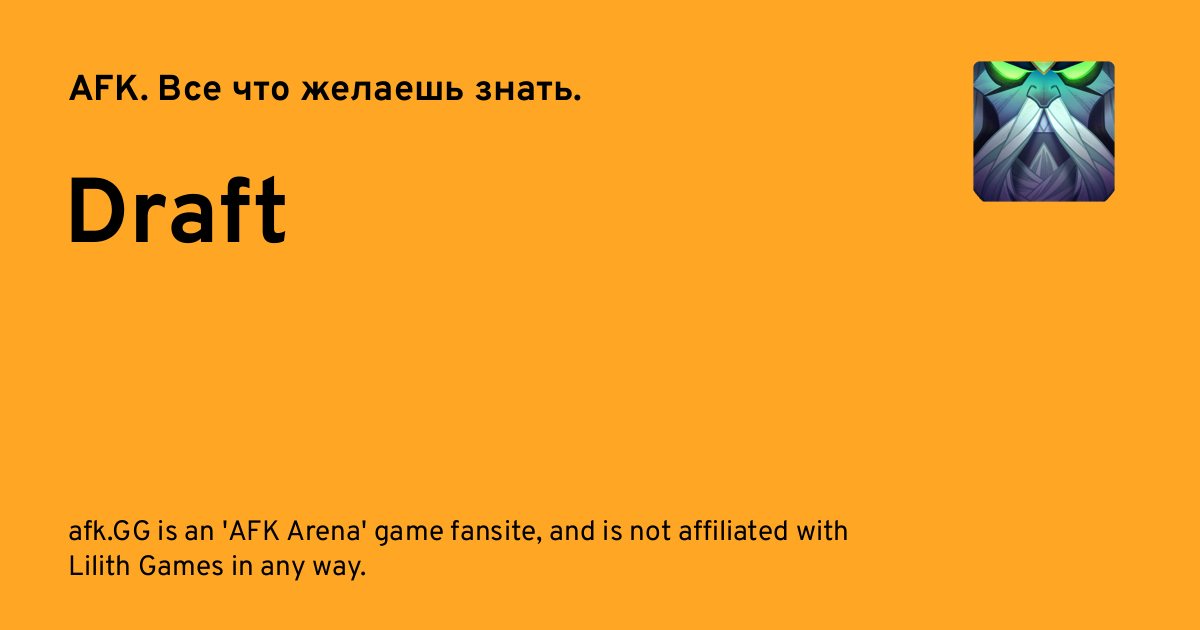 AFK. Все что желаешь знать.
Draft
afk.GG is an 'AFK Arena' game fansite, and is not affiliated with
Lilith Games in any way.